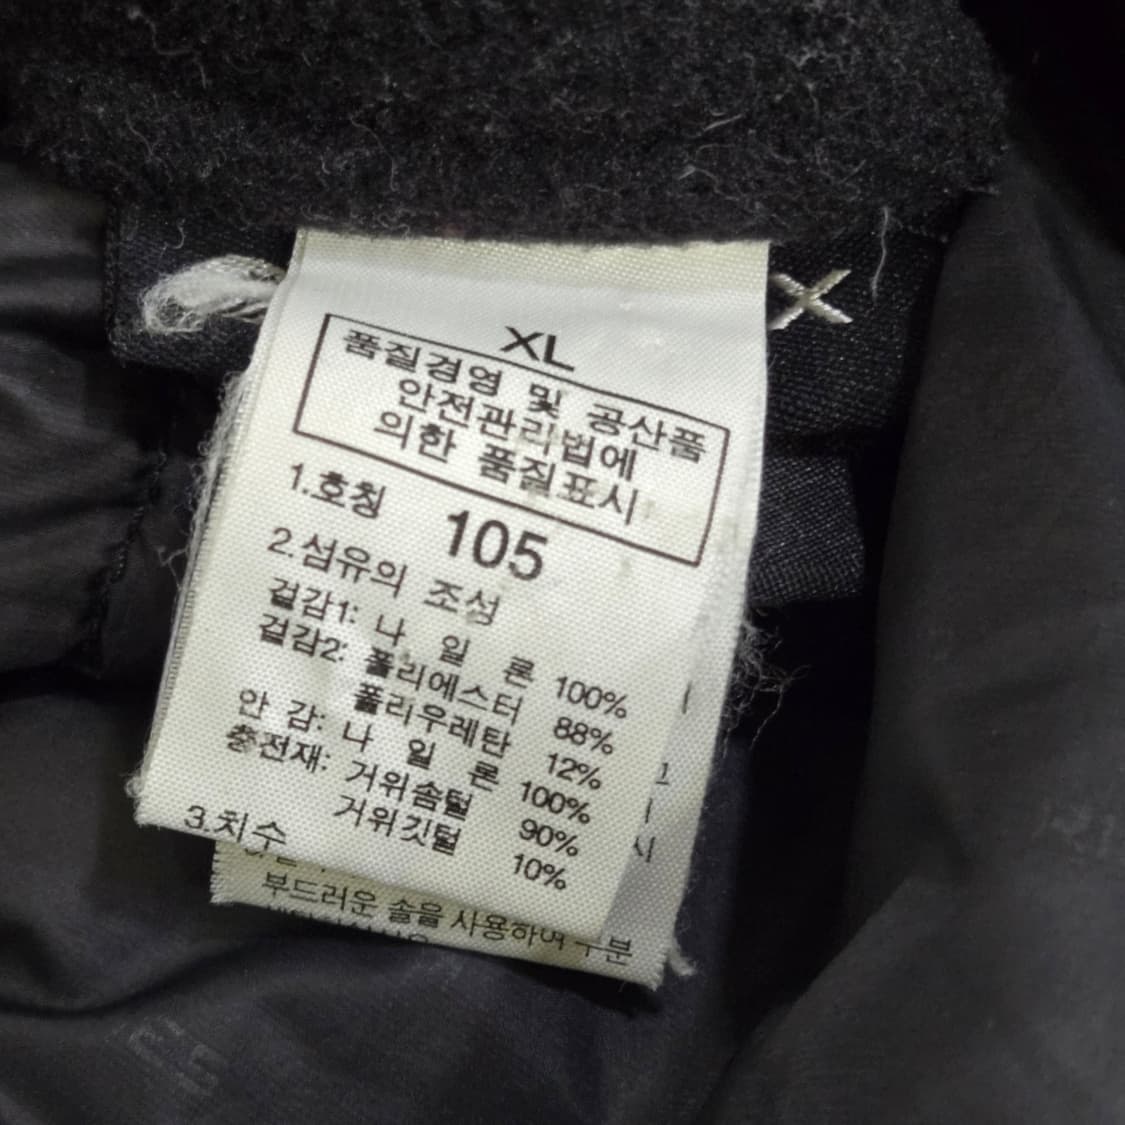 XL
품질경영 및 공산품
안전관리법에
의한 품질표시
1.호칭 105
2.섬유의 조성
겉감1: 나 일 론 100%
겉감2: 폴리에스터 88%
폴리우레탄 12%
안 감: 나 일 론 100%
충전재: 거위솜털 90%
거위깃털 10%
3.치수
부드러운 솔을 사용하여 부분